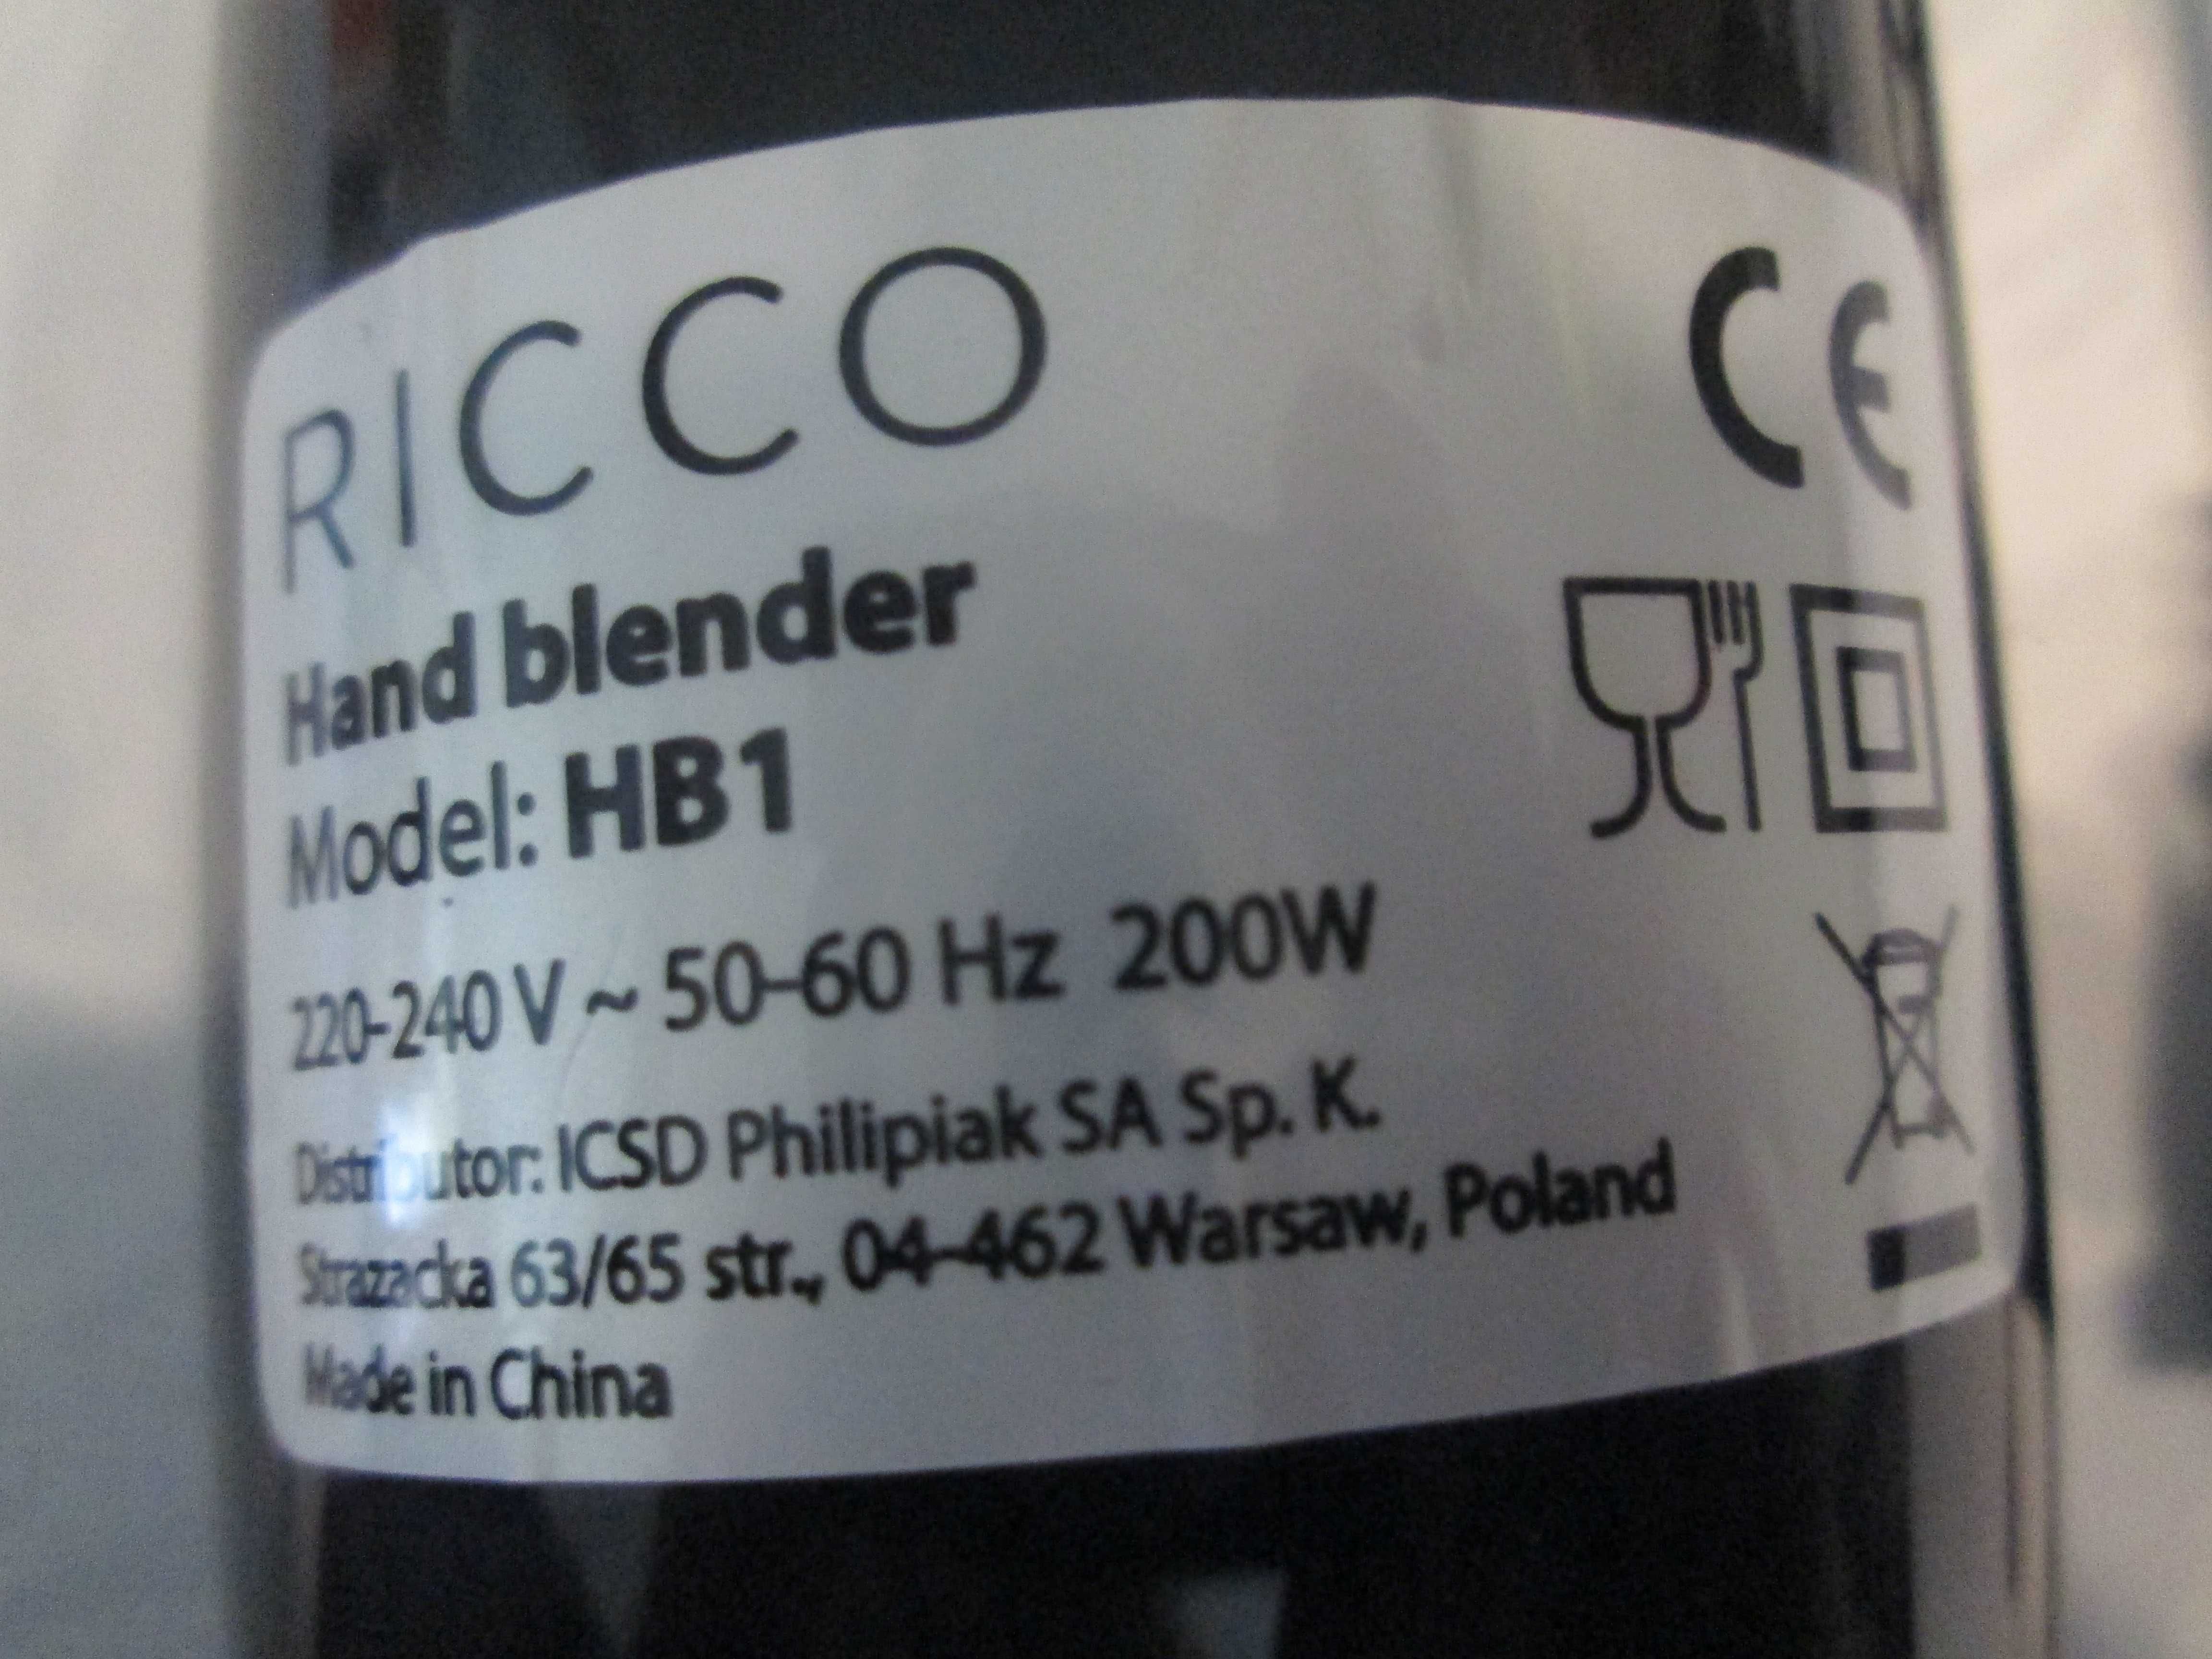 RICCO
CE
Hand blender
Model: HB1
220-240 V ~ 50-60 Hz 200W
Distributor: ICSD Philipiak SA Sp. K.
Strazacka 63/65 str., 04-462 Warsaw, Poland
Made in China